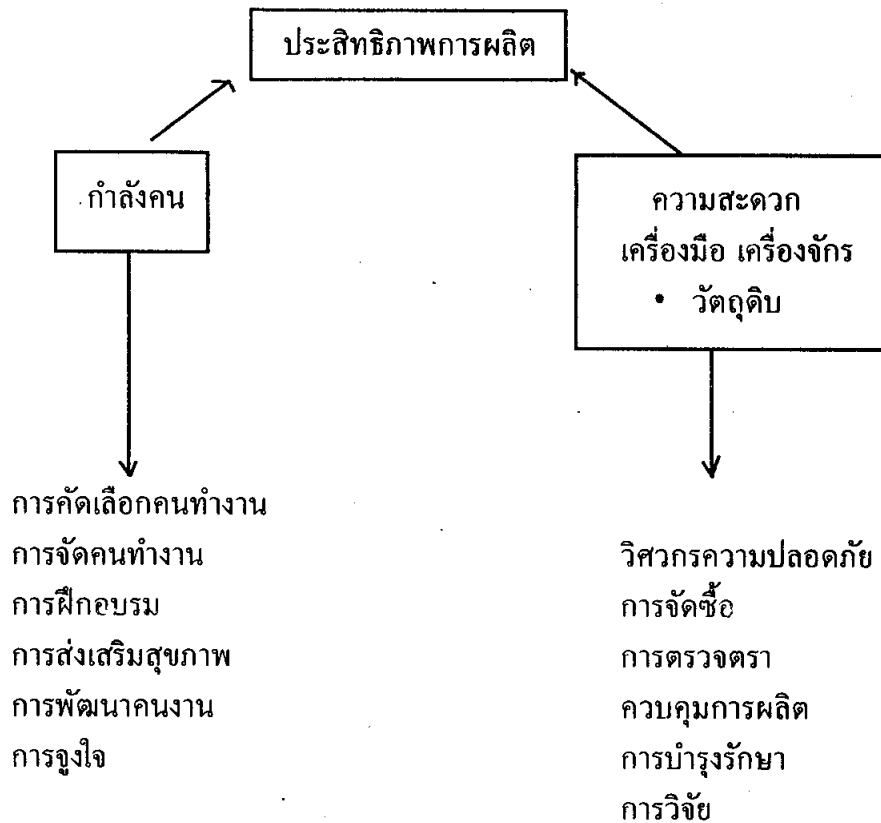 ประสิทธิภาพการผลิต
กำลังคน
ความสะดวก
เครื่องมือ เครื่องจักร
• วัตถุดิบ
การคัดเลือกคนทำงาน
การจัดคนทำงาน
การฝึกอบรม
การส่งเสริมสุขภาพ
การพัฒนาคนงาน
การจูงใจ
วิศวกรความปลอดภัย
การจัดซื้อ
การตรวจตรา
ควบคุมการผลิต
การบำรุงรักษา
การวิจัย